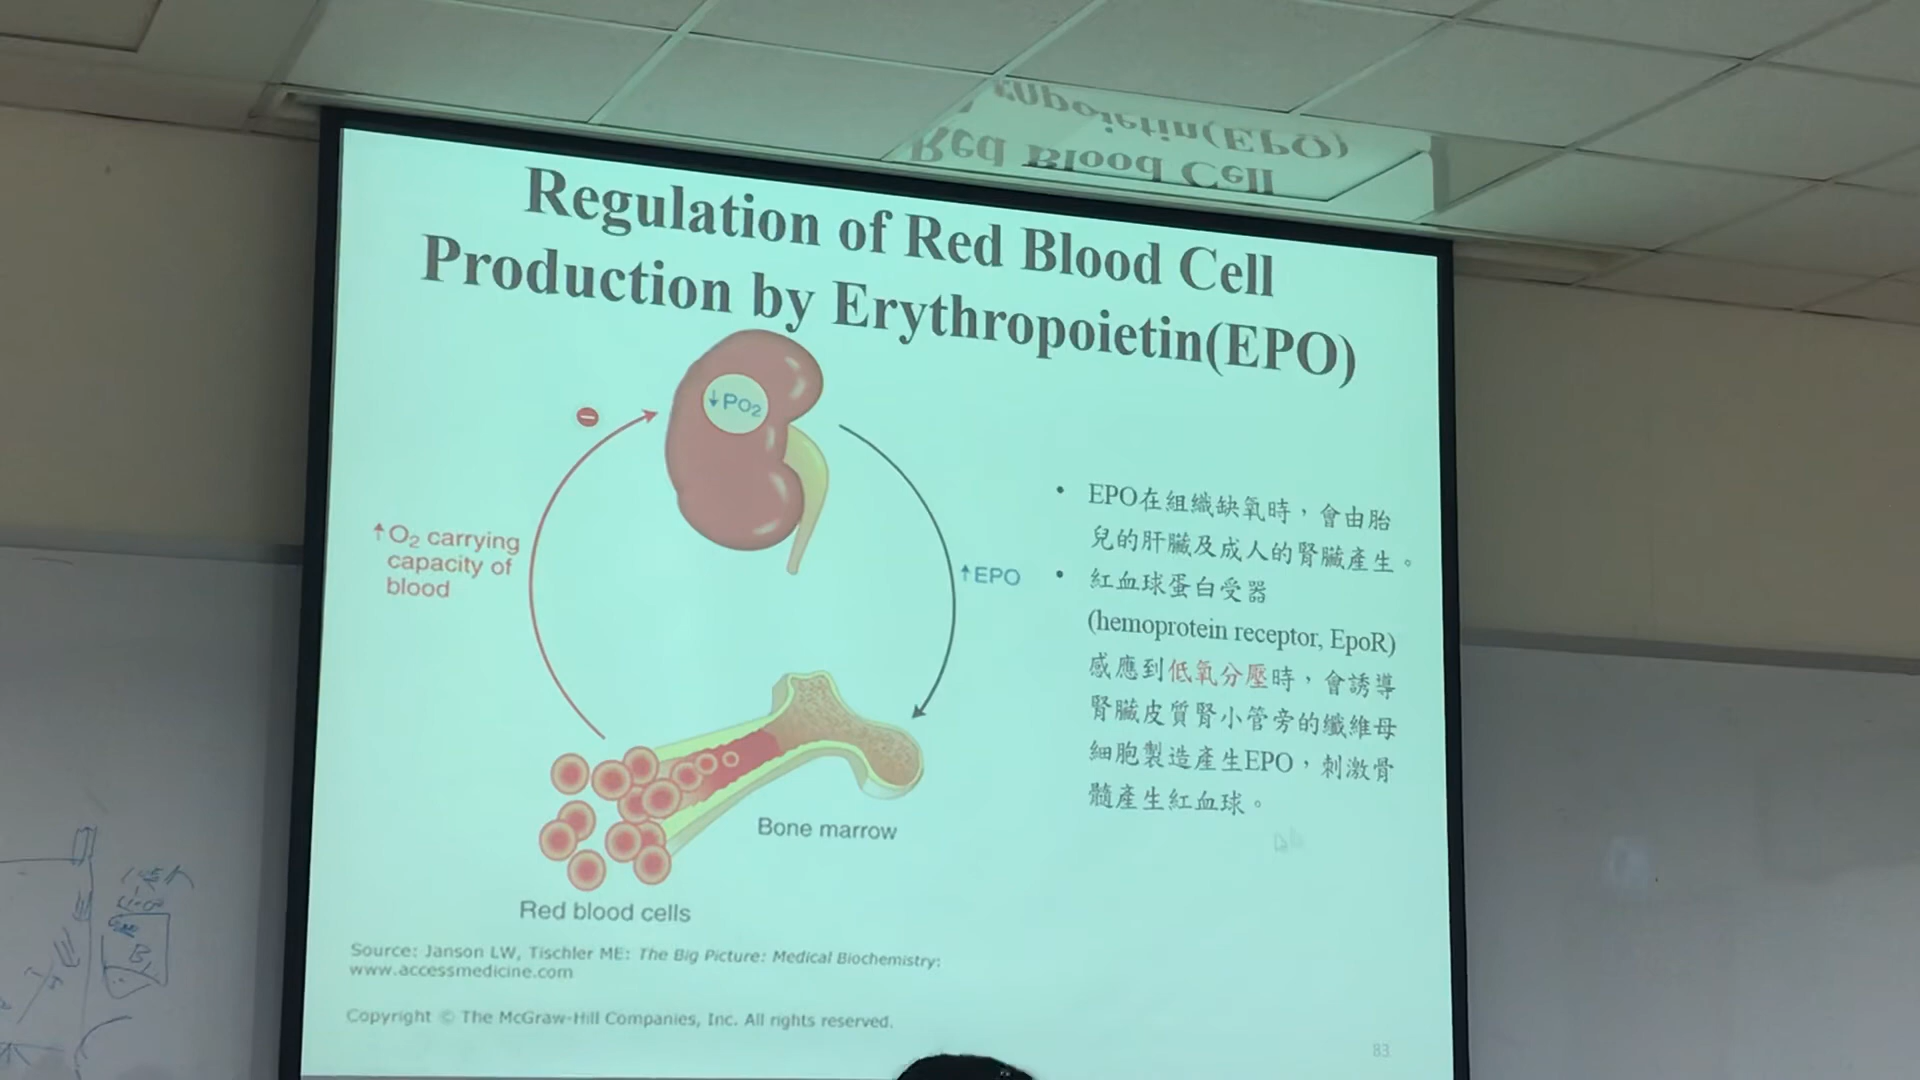 Regulation of Red Blood Cell
Production by Erythropoietin(EPO)
↓PO₂
−
↑O₂ carrying
capacity of
blood
↑EPO
Bone marrow
Red blood cells
• EPO在組織缺氧時，會由胎
兒的肝臟及成人的腎臟產生。
• 紅血球蛋白受器
(hemoprotein receptor, EpoR)
感應到低氧分壓時，會誘導
腎臟皮質腎小管旁的纖維母
細胞製造產生EPO，刺激骨
髓產生紅血球。
Source: Janson LW, Tischler ME: The Big Picture: Medical Biochemistry:
www.accessmedicine.com
Copyright © The McGraw-Hill Companies, Inc. All rights reserved.
83